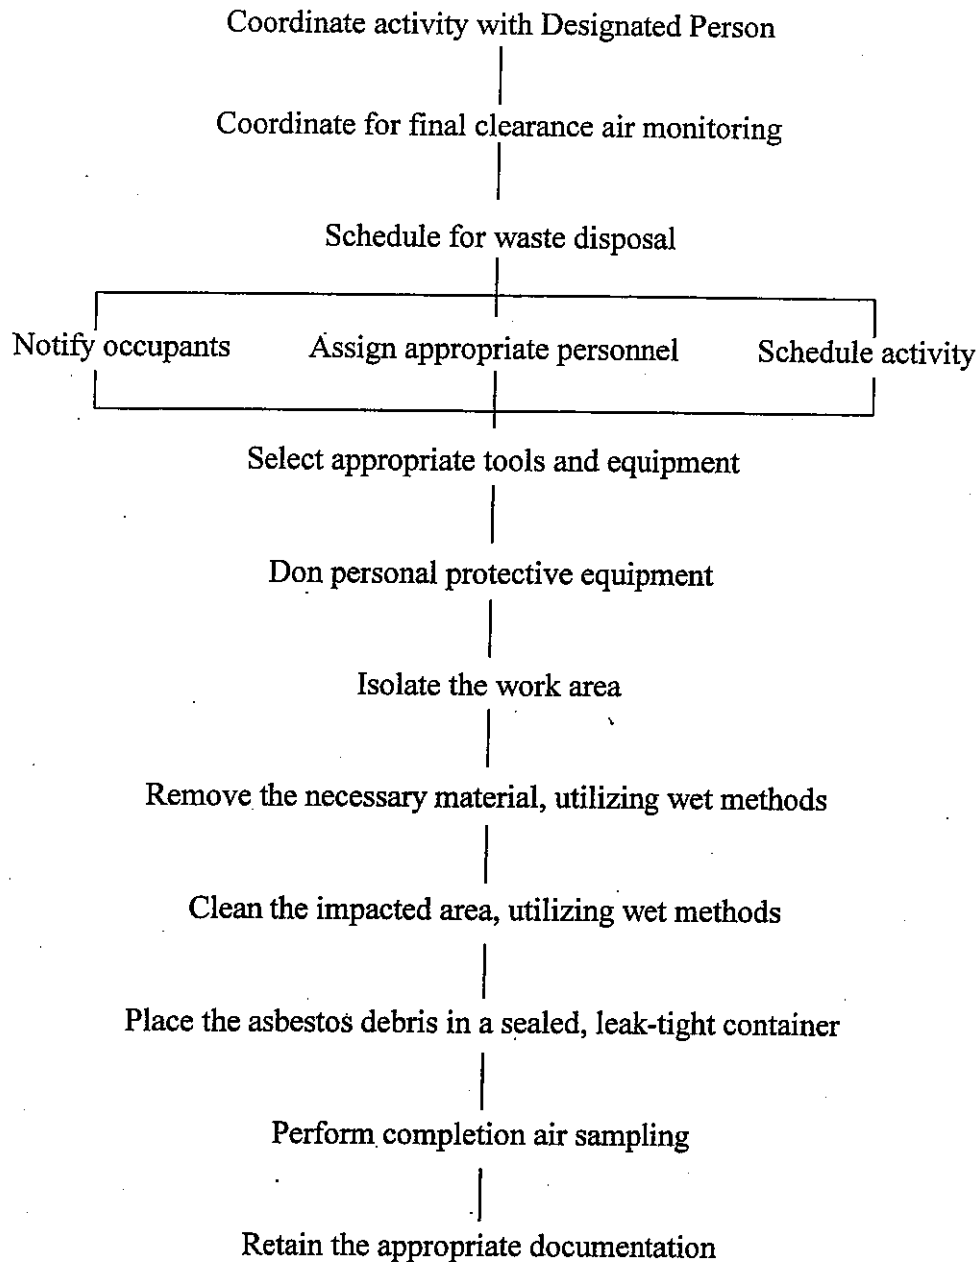 Coordinate activity with Designated Person
Coordinate for final clearance air monitoring
Schedule for waste disposal
Notify occupants
Assign appropriate personnel
Schedule activity
Select appropriate tools and equipment
Don personal protective equipment
Isolate the work area
Remove the necessary material, utilizing wet methods
Clean the impacted area, utilizing wet methods
Place the asbestos debris in a sealed, leak-tight container
Perform completion air sampling
Retain the appropriate documentation